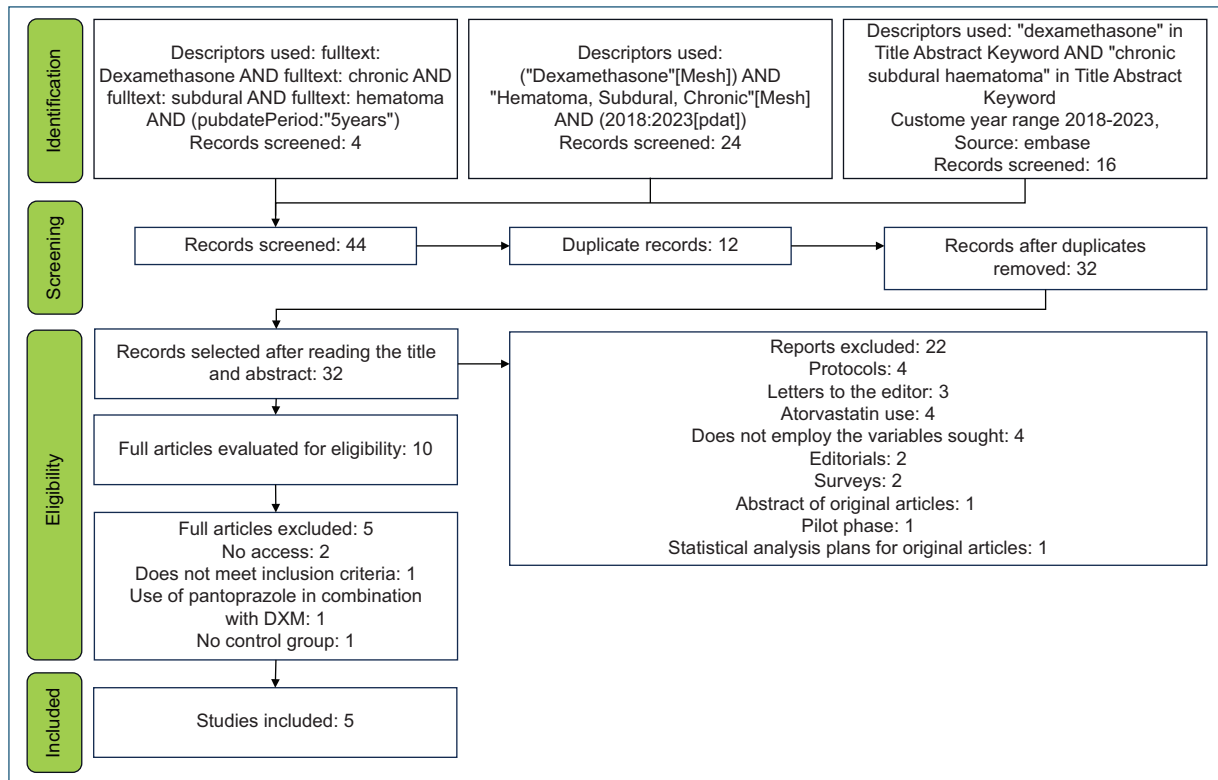 Identification
Descriptors used: fulltext:
Dexamethasone AND fulltext: chronic AND
fulltext: subdural AND fulltext: hematoma
AND (pubdatePeriod:"5years")
Records screened: 4
Descriptors used:
("Dexamethasone"[Mesh]) AND
"Hematoma, Subdural, Chronic"[Mesh]
AND (2018:2023[pdat])
Records screened: 24
Descriptors used: "dexamethasone" in
Title Abstract Keyword AND "chronic
subdural haematoma" in Title Abstract
Keyword
Custome year range 2018-2023,
Source: embase
Records screened: 16
Screening
Records screened: 44
Duplicate records: 12
Records after duplicates
removed: 32
Eligibility
Records selected after reading the title
and abstract: 32
Reports excluded: 22
Protocols: 4
Letters to the editor: 3
Atorvastatin use: 4
Does not employ the variables sought: 4
Editorials: 2
Surveys: 2
Abstract of original articles: 1
Pilot phase: 1
Statistical analysis plans for original articles: 1
Full articles evaluated for eligibility: 10
Full articles excluded: 5
No access: 2
Does not meet inclusion criteria: 1
Use of pantoprazole in combination
with DXM: 1
No control group: 1
Included
Studies included: 5